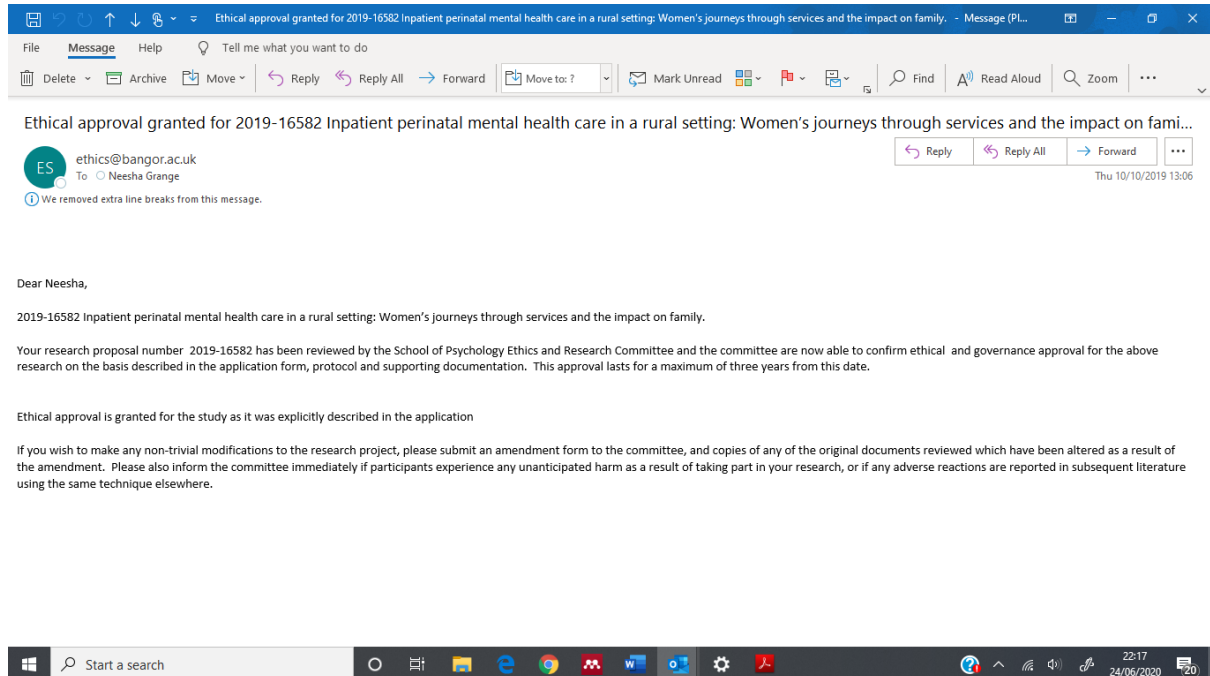 Ethical approval granted for 2019-16582 Inpatient perinatal mental health care in a rural setting: Women's journeys through services and the impact on family. - Message (Pl...
File Message Help Tell me what you want to do
Delete Archive Move Reply Reply All Forward Move to: ? Mark Unread Find Read Aloud Zoom ...
Ethical approval granted for 2019-16582 Inpatient perinatal mental health care in a rural setting: Women's journeys through services and the impact on fami...
ES
ethics@bangor.ac.uk
To Neesha Grange
Reply Reply All Forward ...
Thu 10/10/2019 13:06
We removed extra line breaks from this message.
Dear Neesha,
2019-16582 Inpatient perinatal mental health care in a rural setting: Women's journeys through services and the impact on family.
Your research proposal number 2019-16582 has been reviewed by the School of Psychology Ethics and Research Committee and the committee are now able to confirm ethical and governance approval for the above
research on the basis described in the application form, protocol and supporting documentation. This approval lasts for a maximum of three years from this date.
Ethical approval is granted for the study as it was explicitly described in the application
If you wish to make any non-trivial modifications to the research project, please submit an amendment form to the committee, and copies of any of the original documents reviewed which have been altered as a result of
the amendment. Please also inform the committee immediately if participants experience any unanticipated harm as a result of taking part in your research, or if any adverse reactions are reported in subsequent literature
using the same technique elsewhere.
Start a search
22:17
24/06/2020
20